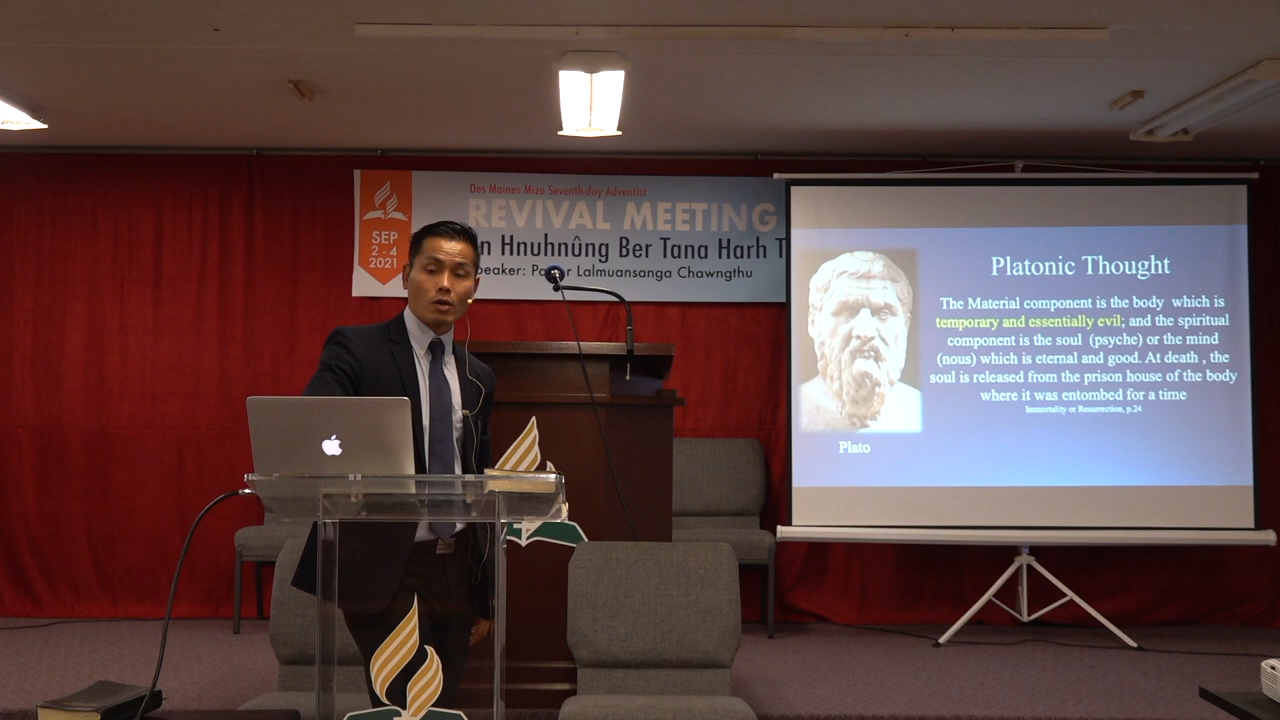 Des Moines Mizo Seventh-day Adventist
REVIVAL MEETING
SEP
2 - 4
2021
n Hnuhnûng Ber Tana Harh T
peaker: Pastor Lalmuansanga Chawngthu
Platonic Thought
The Material component is the body which is
temporary and essentially evil; and the spiritual
component is the soul (psyche) or the mind
(nous) which is eternal and good. At death , the
soul is released from the prison house of the body
where it was entombed for a time
Immortality or Resurrection, p.24
Plato